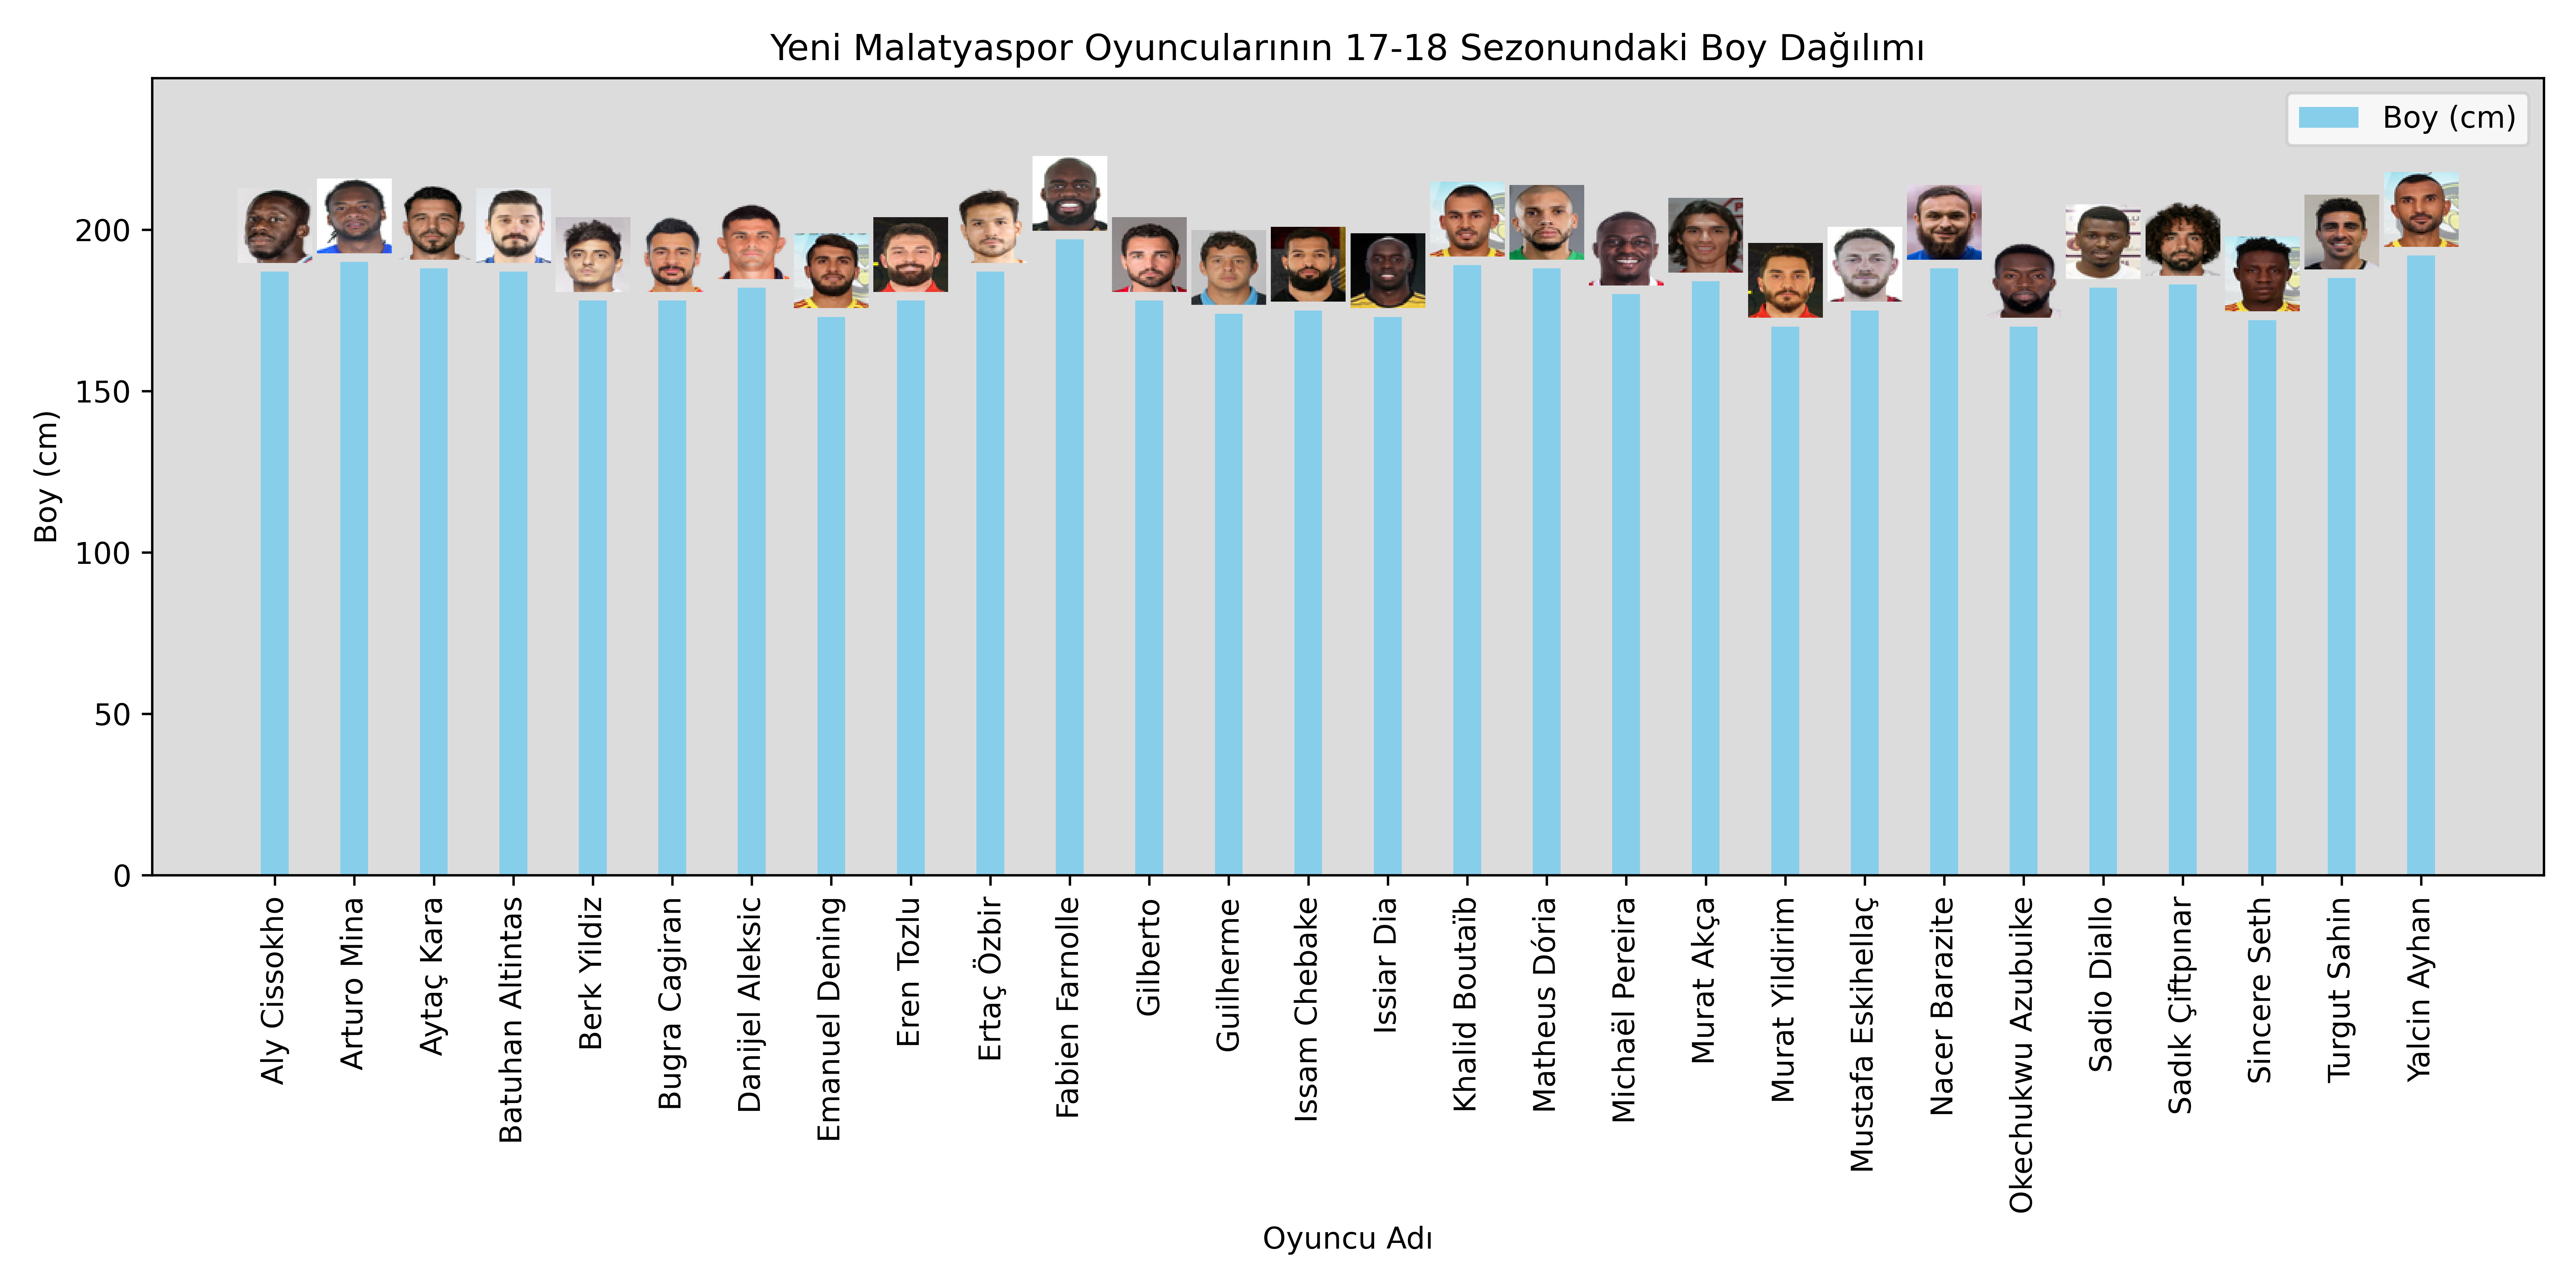 Yeni Malatyaspor Oyuncularının 17-18 Sezonundaki Boy Dağılımı
Boy (cm)
Boy (cm)
200
150
100
50
0
Aly Cissokho
Arturo Mina
Aytaç Kara
Batuhan Altintas
Berk Yildiz
Bugra Cagiran
Danijel Aleksic
Emanuel Dening
Eren Tozlu
Ertaç Özbir
Fabien Farnolle
Gilberto
Guilherme
Issam Chebake
Issiar Dia
Khalid Boutaïb
Matheus Dória
Michaël Pereira
Murat Akça
Murat Yildirim
Mustafa Eskihellaç
Nacer Barazite
Okechukwu Azubuike
Sadio Diallo
Sadık Çiftpınar
Sincere Seth
Turgut Sahin
Yalcin Ayhan
Oyuncu Adı